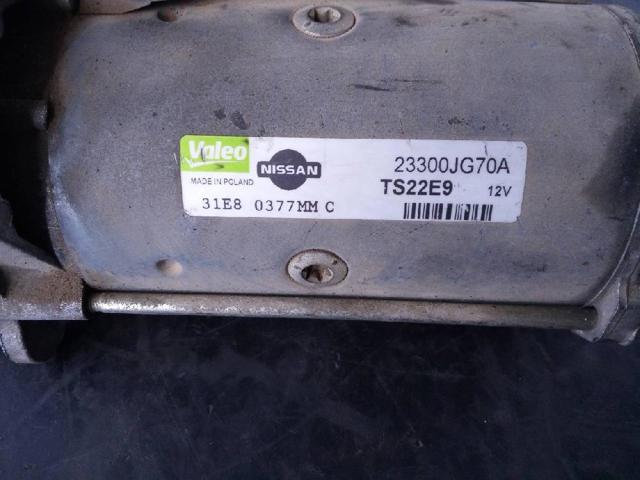 Valeo
NISSAN
23300JG70A
MADE IN POLAND
TS22E9
12V
31E8 0377MM C